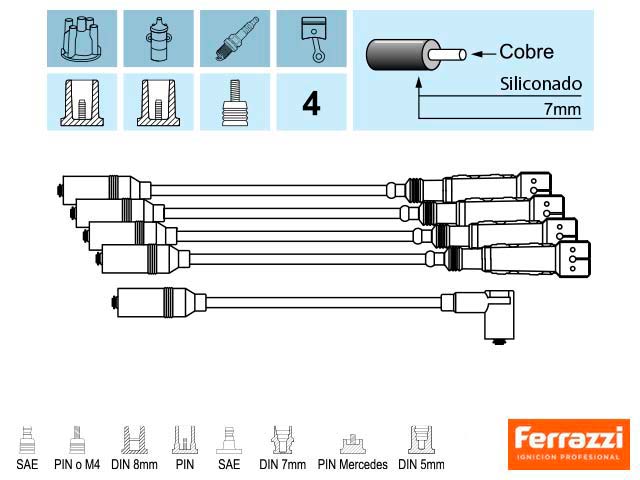 Cobre
Siliconado
7mm
4
SAE PIN o M4 DIN 8mm PIN SAE DIN 7mm PIN Mercedes DIN 5mm
Ferrazzi
IGNICION PROFESIONAL